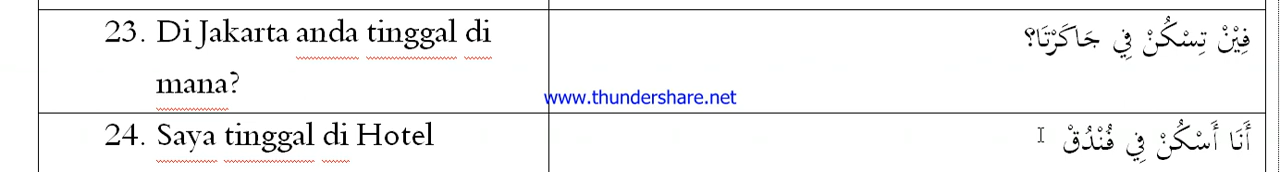 23. Di Jakarta anda tinggal di
mana?
فِيْنْ تِسْكُنْ فِي جَاكَرْتَا؟
www.thundershare.net
24. Saya tinggal di Hotel
أَنَا أَسْكُنْ فِي فُنْدُقْ